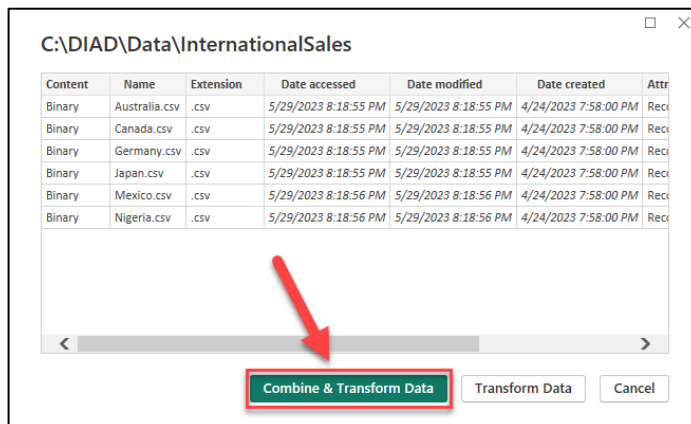 C:\DIAD\Data\InternationalSales
Content Name Extension Date accessed Date modified Date created Attr
Binary Australia.csv .csv 5/29/2023 8:18:55 PM 5/29/2023 8:18:55 PM 4/24/2023 7:58:00 PM Reco
Binary Canada.csv .csv 5/29/2023 8:18:55 PM 5/29/2023 8:18:55 PM 4/24/2023 7:58:00 PM Reco
Binary Germany.csv .csv 5/29/2023 8:18:55 PM 5/29/2023 8:18:55 PM 4/24/2023 7:58:00 PM Reco
Binary Japan.csv .csv 5/29/2023 8:18:55 PM 5/29/2023 8:18:55 PM 4/24/2023 7:58:00 PM Reco
Binary Mexico.csv .csv 5/29/2023 8:18:56 PM 5/29/2023 8:18:56 PM 4/24/2023 7:58:00 PM Reco
Binary Nigeria.csv .csv 5/29/2023 8:18:56 PM 5/29/2023 8:18:56 PM 4/24/2023 7:58:00 PM Reco
Combine & Transform Data Transform Data Cancel